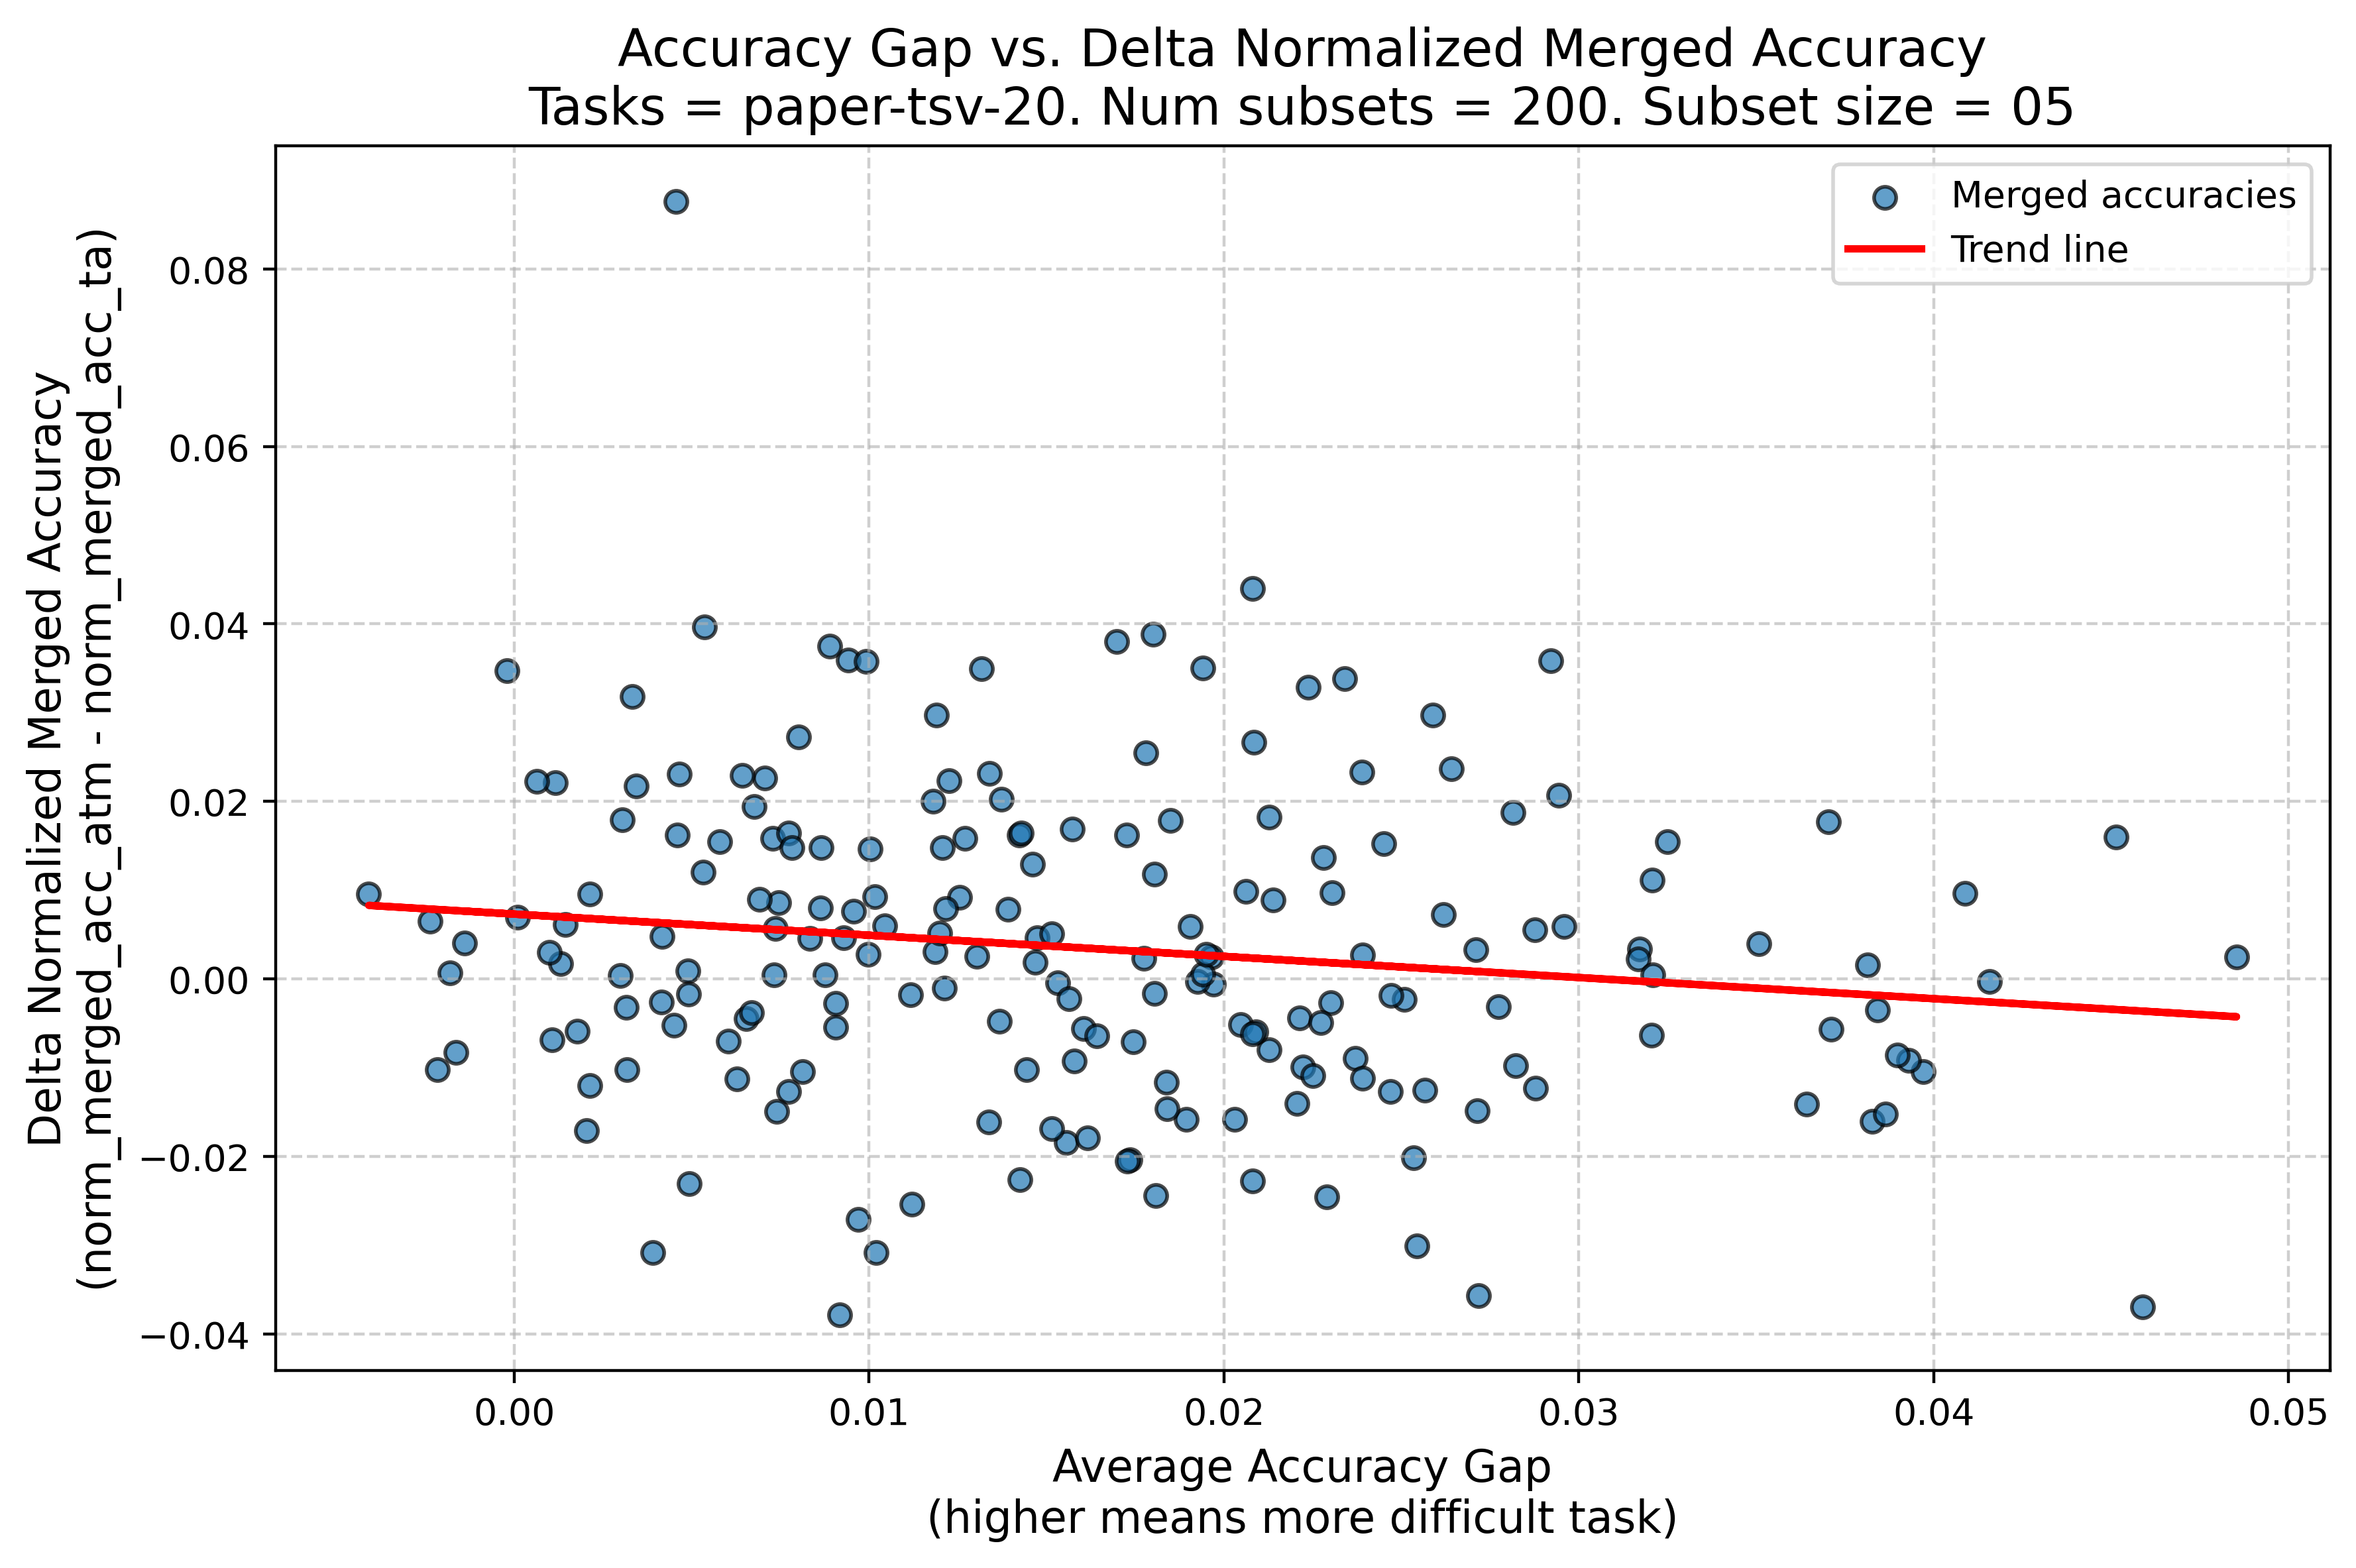 Accuracy Gap vs. Delta Normalized Merged Accuracy
Tasks = paper-tsv-20. Num subsets = 200. Subset size = 05
Merged accuracies
Trend line
Delta Normalized Merged Accuracy
(norm_merged_acc_atm - norm_merged_acc_ta)
0.08
0.06
0.04
0.02
0.00
−0.02
−0.04
0.00
0.01
0.02
0.03
0.04
0.05
Average Accuracy Gap
(higher means more difficult task)